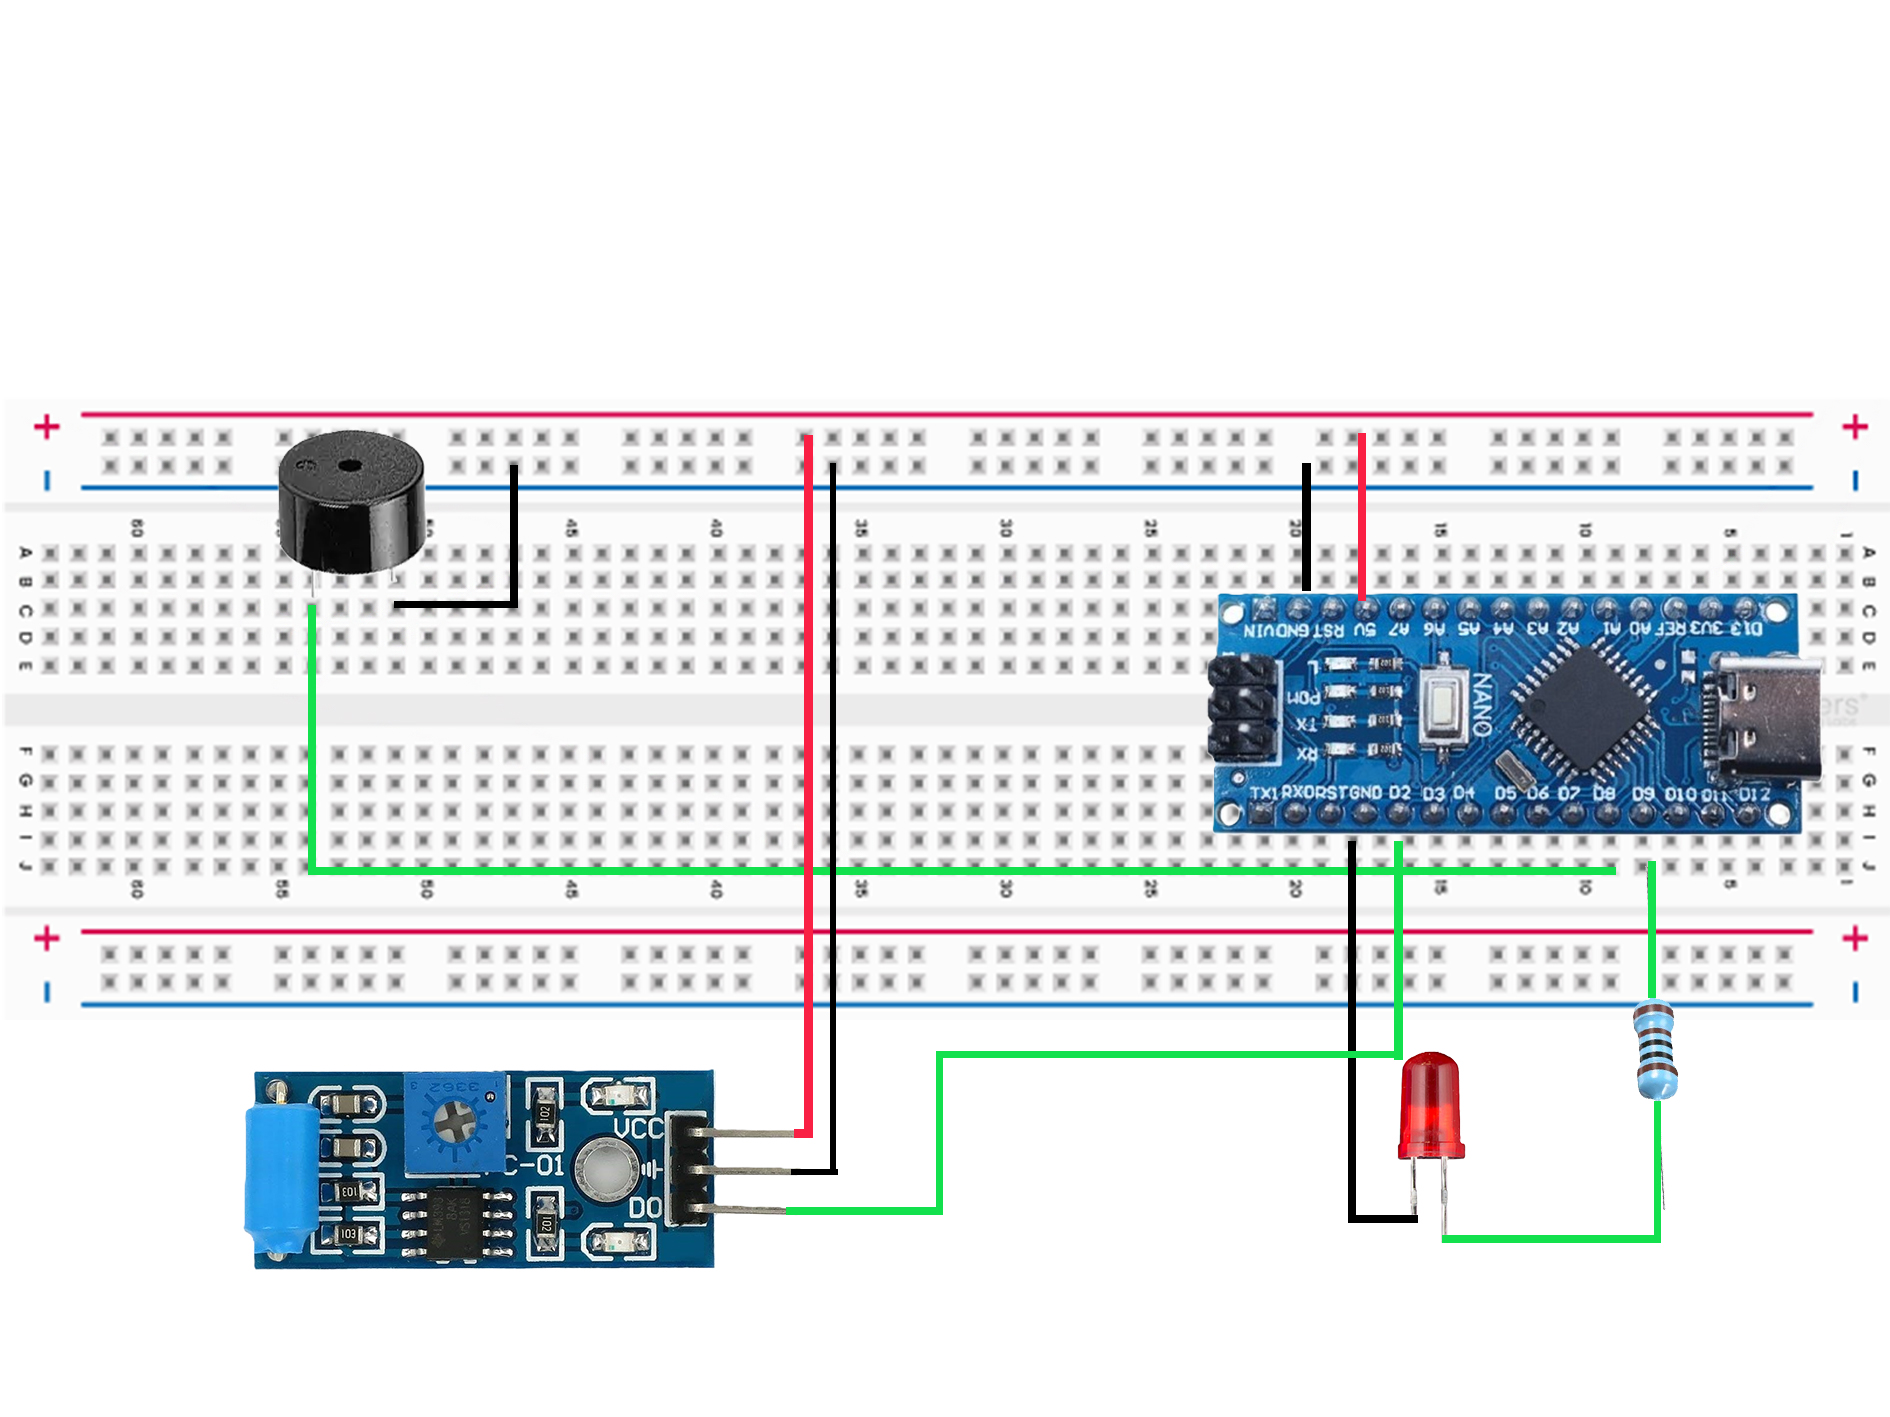 + +
- -
60 50 45 40 35 30 25 20 15 10 5 1
A A
B B
C C
D D
E E
VIN GND RST 5V A7 A6 A5 A4 A3 A2 A1 A0 REF 3V3 D13
L
TX
RX
NANO
ers
TX1 RX0 RST GND D2 D3 D4 D5 D6 D7 D8 D9 D10 D11 D12
F F
G G
H H
I I
J J
60 55 50 45 40 35 30 25 20 15 10 5 1
+ +
- -
3362
102
VCC
C-01
103
DO
103
102